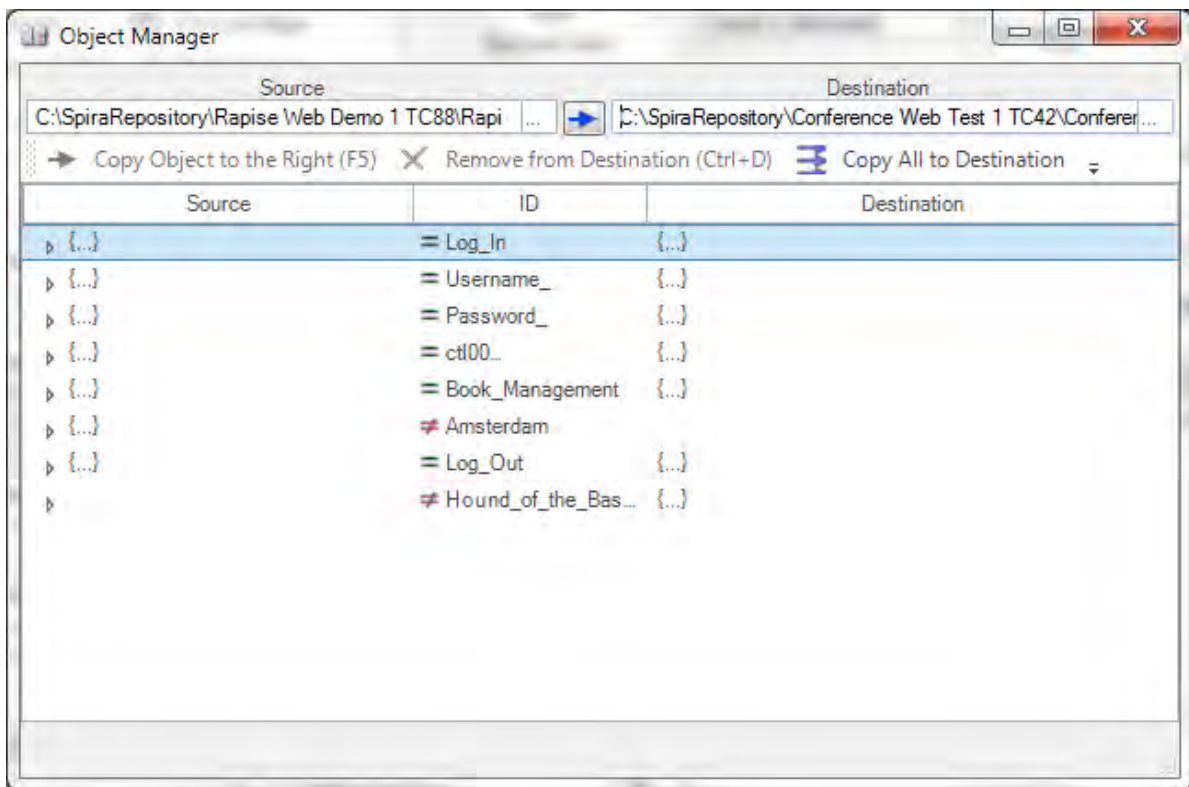 Object Manager
Source Destination
C:\SpiraRepository\Rapise Web Demo 1 TC88\Rapi ... C:\SpiraRepository\Conference Web Test 1 TC42\Conferer ...
Copy Object to the Right (F5) Remove from Destination (Ctrl+D) Copy All to Destination
Source ID Destination
{...} = Log_In {...}
{...} = Username_ {...}
{...} = Password_ {...}
{...} = ctl00... {...}
{...} = Book_Management {...}
{...} ≠ Amsterdam
{...} = Log_Out {...}
≠ Hound_of_the_Bas... {...}